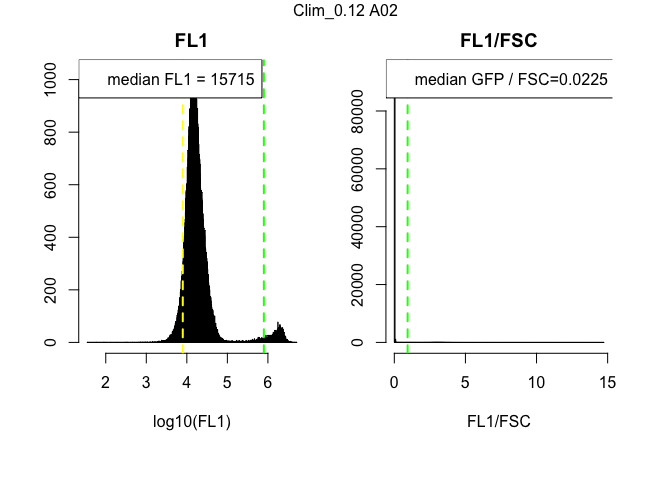 Clim_0.12 A02
FL1
median FL1 = 15715
1000
800
600
400
200
0
2 3 4 5 6
log10(FL1)
FL1/FSC
median GFP / FSC=0.0225
80000
60000
40000
20000
0
0 5 10 15
FL1/FSC